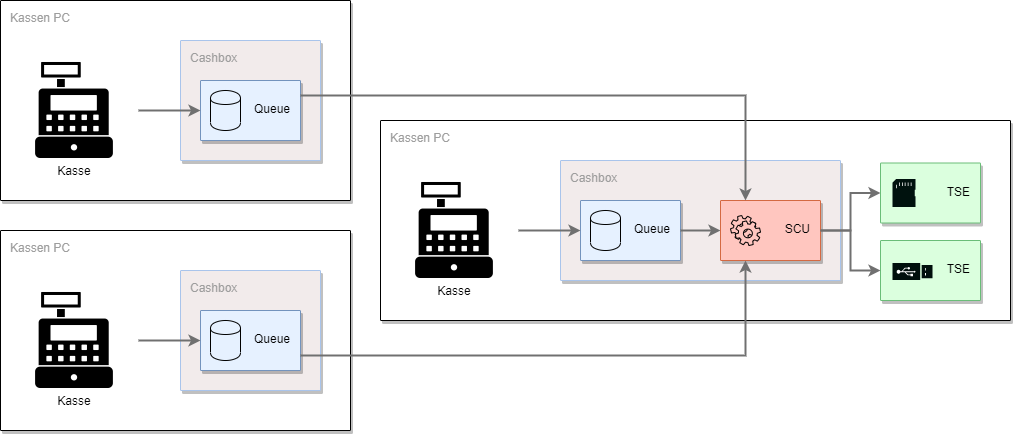 Kassen PC
Cashbox
Queue
Kasse
Kassen PC
Cashbox
Queue
Kasse
Kassen PC
Cashbox
Queue
SCU
TSE
TSE
Kasse